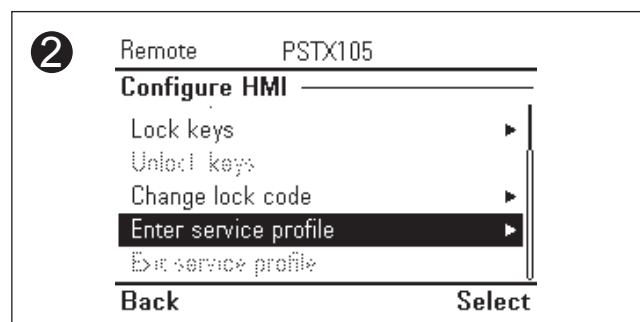 2
Remote PSTX105
Configure HMI
Lock keys
Unlock keys
Change lock code
Enter service profile
Exit service profile
Back Select